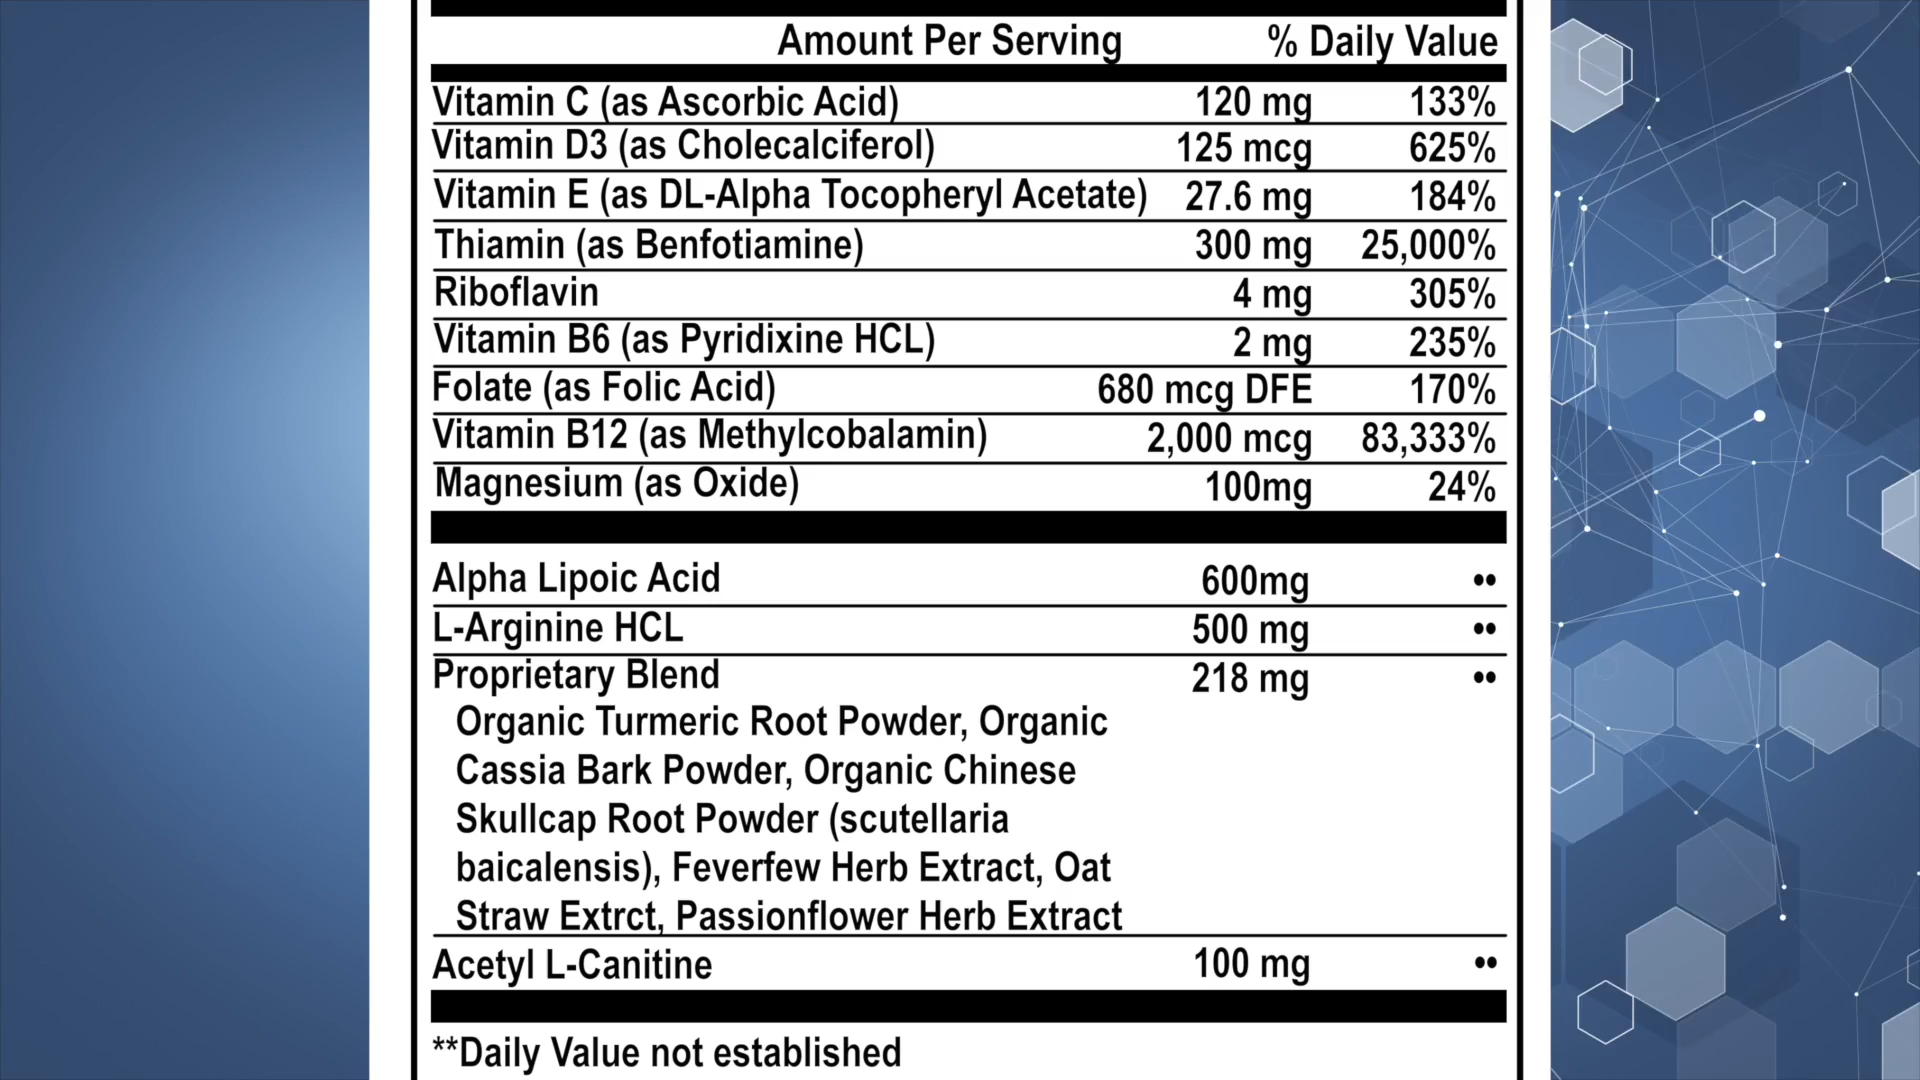 Amount Per Serving % Daily Value
Vitamin C (as Ascorbic Acid) 120 mg 133%
Vitamin D3 (as Cholecalciferol) 125 mcg 625%
Vitamin E (as DL-Alpha Tocopheryl Acetate) 27.6 mg 184%
Thiamin (as Benfotiamine) 300 mg 25,000%
Riboflavin 4 mg 305%
Vitamin B6 (as Pyridixine HCL) 2 mg 235%
Folate (as Folic Acid) 680 mcg DFE 170%
Vitamin B12 (as Methylcobalamin) 2,000 mcg 83,333%
Magnesium (as Oxide) 100mg 24%
Alpha Lipoic Acid 600mg ••
L-Arginine HCL 500 mg ••
Proprietary Blend 218 mg ••
Organic Turmeric Root Powder, Organic
Cassia Bark Powder, Organic Chinese
Skullcap Root Powder (scutellaria
baicalensis), Feverfew Herb Extract, Oat
Straw Extrct, Passionflower Herb Extract
Acetyl L-Canitine 100 mg ••
**Daily Value not established